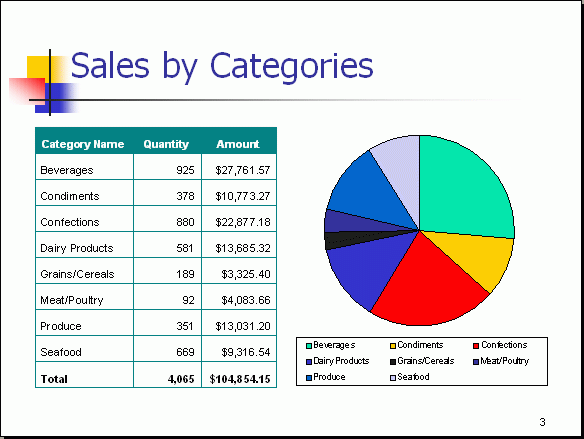 Sales by Categories
Category Name Quantity Amount
Beverages 925 $27,761.57
Condiments 378 $10,773.27
Confections 880 $22,877.18
Dairy Products 581 $13,685.32
Grains/Cereals 189 $3,325.40
Meat/Poultry 92 $4,083.66
Produce 351 $13,031.20
Seafood 669 $9,316.54
Total 4,065 $104,854.15
Beverages Condiments Confections
Dairy Products Grains/Cereals Meat/Poultry
Produce Seafood
3